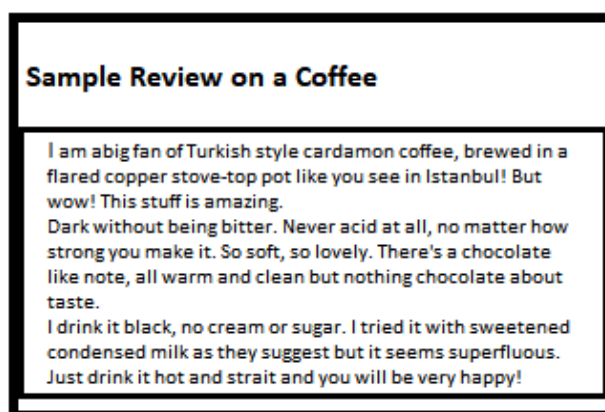 Sample Review on a Coffee
I am abig fan of Turkish style cardamon coffee, brewed in a
flared copper stove-top pot like you see in Istanbul! But
wow! This stuff is amazing.
Dark without being bitter. Never acid at all, no matter how
strong you make it. So soft, so lovely. There's a chocolate
like note, all warm and clean but nothing chocolate about
taste.
I drink it black, no cream or sugar. I tried it with sweetened
condensed milk as they suggest but it seems superfluous.
Just drink it hot and strait and you will be very happy!